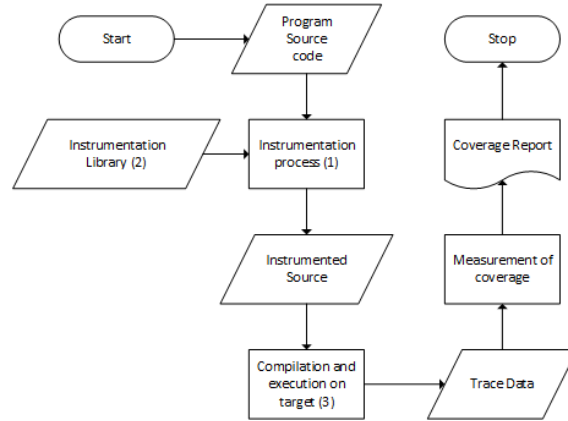 Start
Program
Source
code
Stop
Instrumentation
Library (2)
Instrumentation
process (1)
Coverage Report
Instrumented
Source
Measurement of
coverage
Compilation and
execution on
target (3)
Trace Data